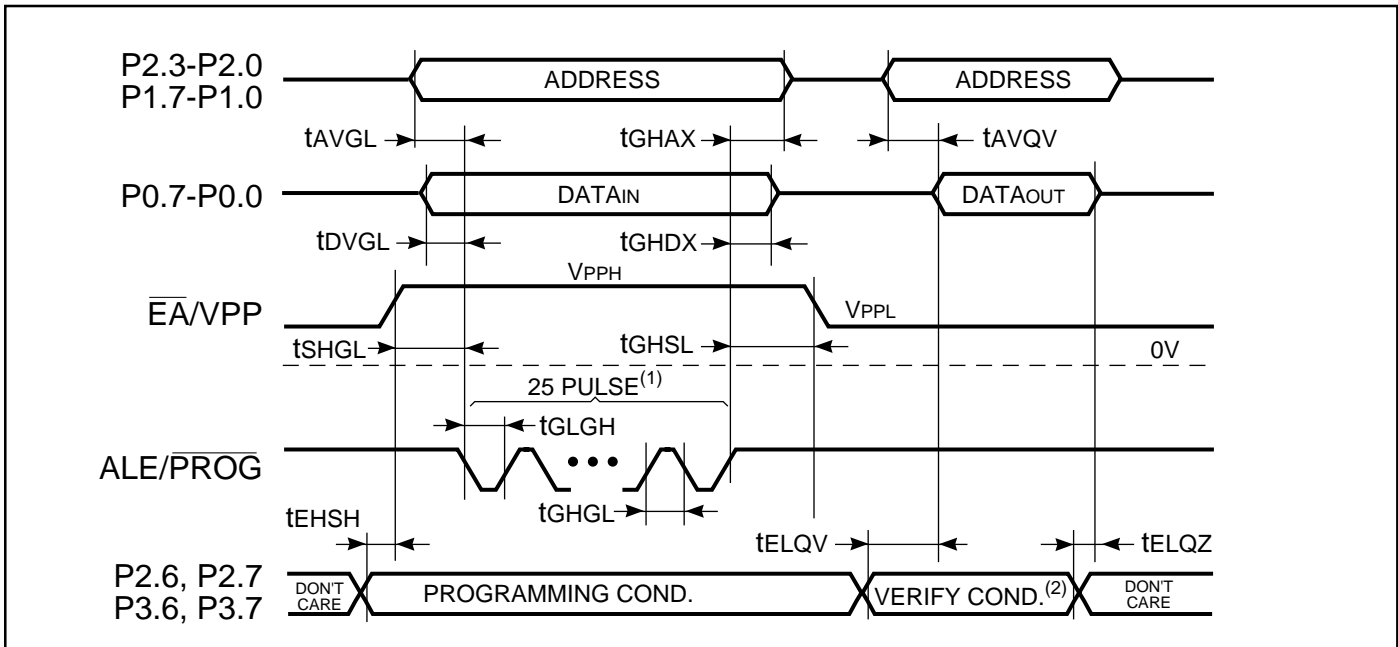 P2.3-P2.0
P1.7-P1.0
ADDRESS
ADDRESS
tAVGL
tGHAX
tAVQV
P0.7-P0.0
DATAIN
DATAOUT
tDVGL
tGHDX
VPPH
EA/VPP
VPPL
tSHGL
tGHSL
0V
25 PULSE(1)
tGLGH
ALE/PROG
tGHGL
tEHSH
tELQV
tELQZ
P2.6, P2.7
P3.6, P3.7
DON'T
CARE
PROGRAMMING COND.
VERIFY COND.(2)
DON'T
CARE